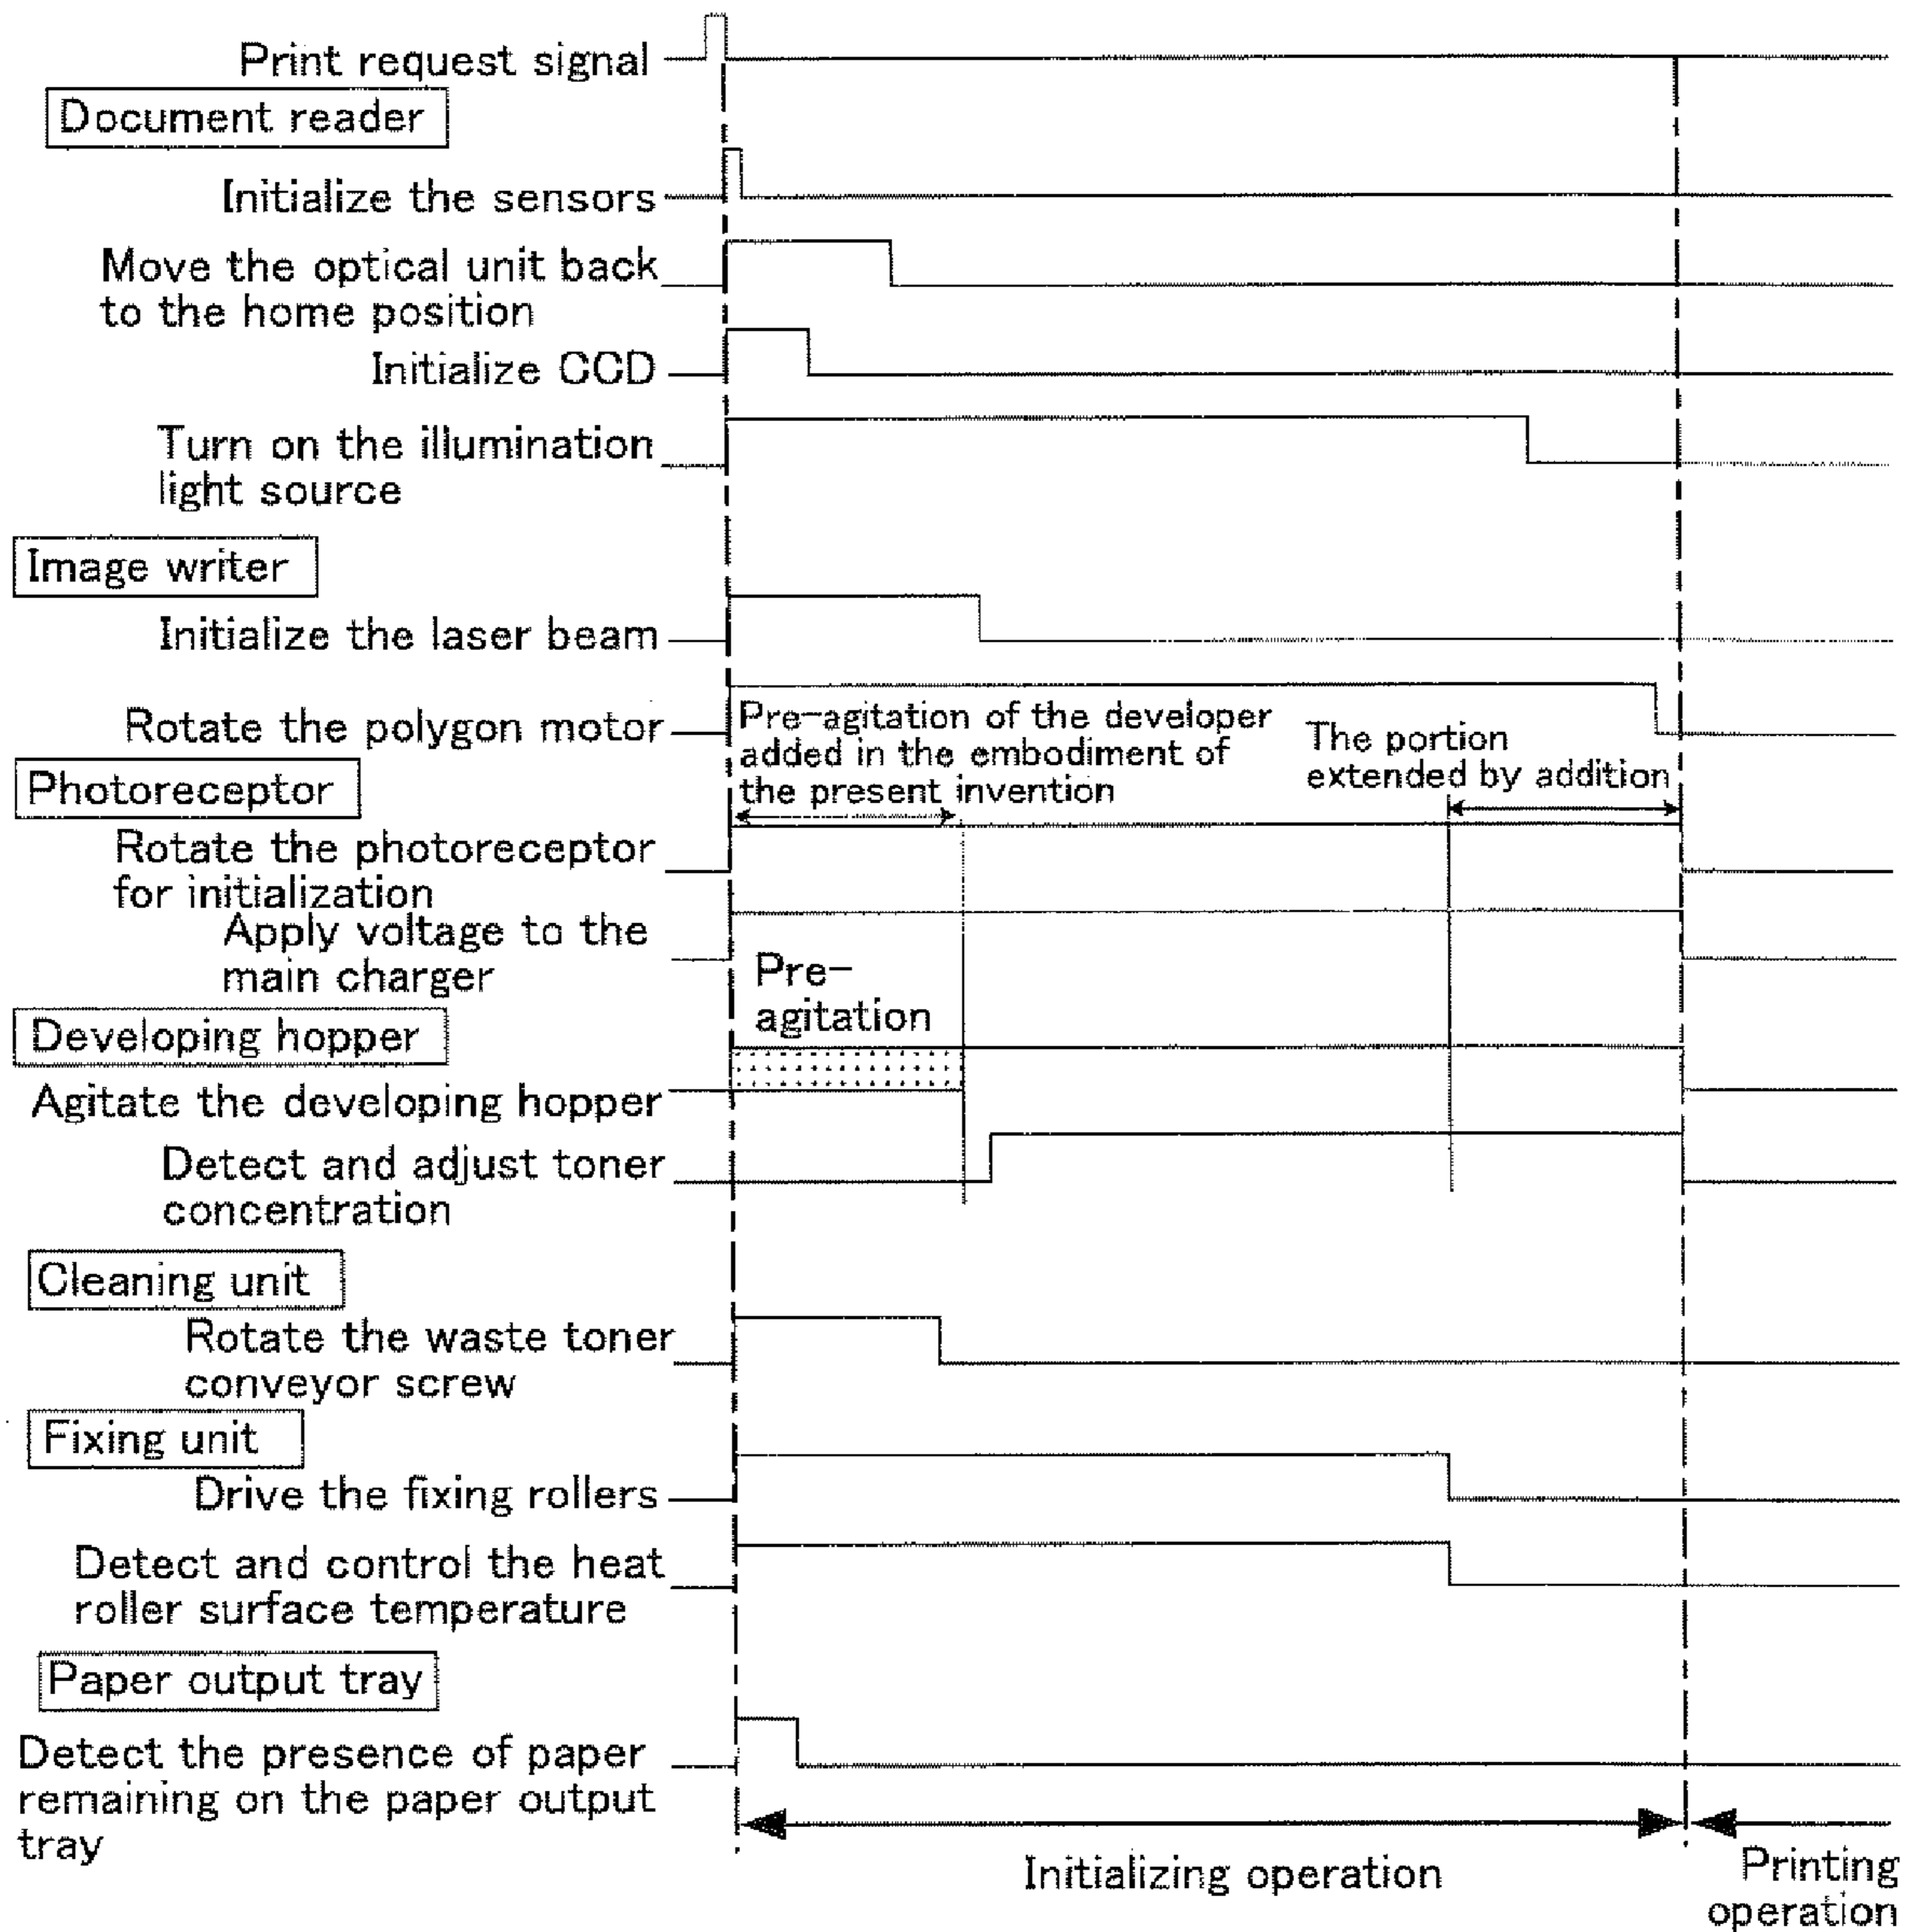 Print request signal
Document reader
Initialize the sensors
Move the optical unit back
to the home position
Initialize CCD
Turn on the illumination
light source
Image writer
Initialize the laser beam
Rotate the polygon motor
Pre-agitation of the developer
added in the embodiment of
the present invention
The portion
extended by addition
Photoreceptor
Rotate the photoreceptor
for initialization
Apply voltage to the
main charger
Pre-
agitation
Developing hopper
Agitate the developing hopper
Detect and adjust toner
concentration
Cleaning unit
Rotate the waste toner
conveyor screw
Fixing unit
Drive the fixing rollers
Detect and control the heat
roller surface temperature
Paper output tray
Detect the presence of paper
remaining on the paper output
tray
Initializing operation
Printing
operation